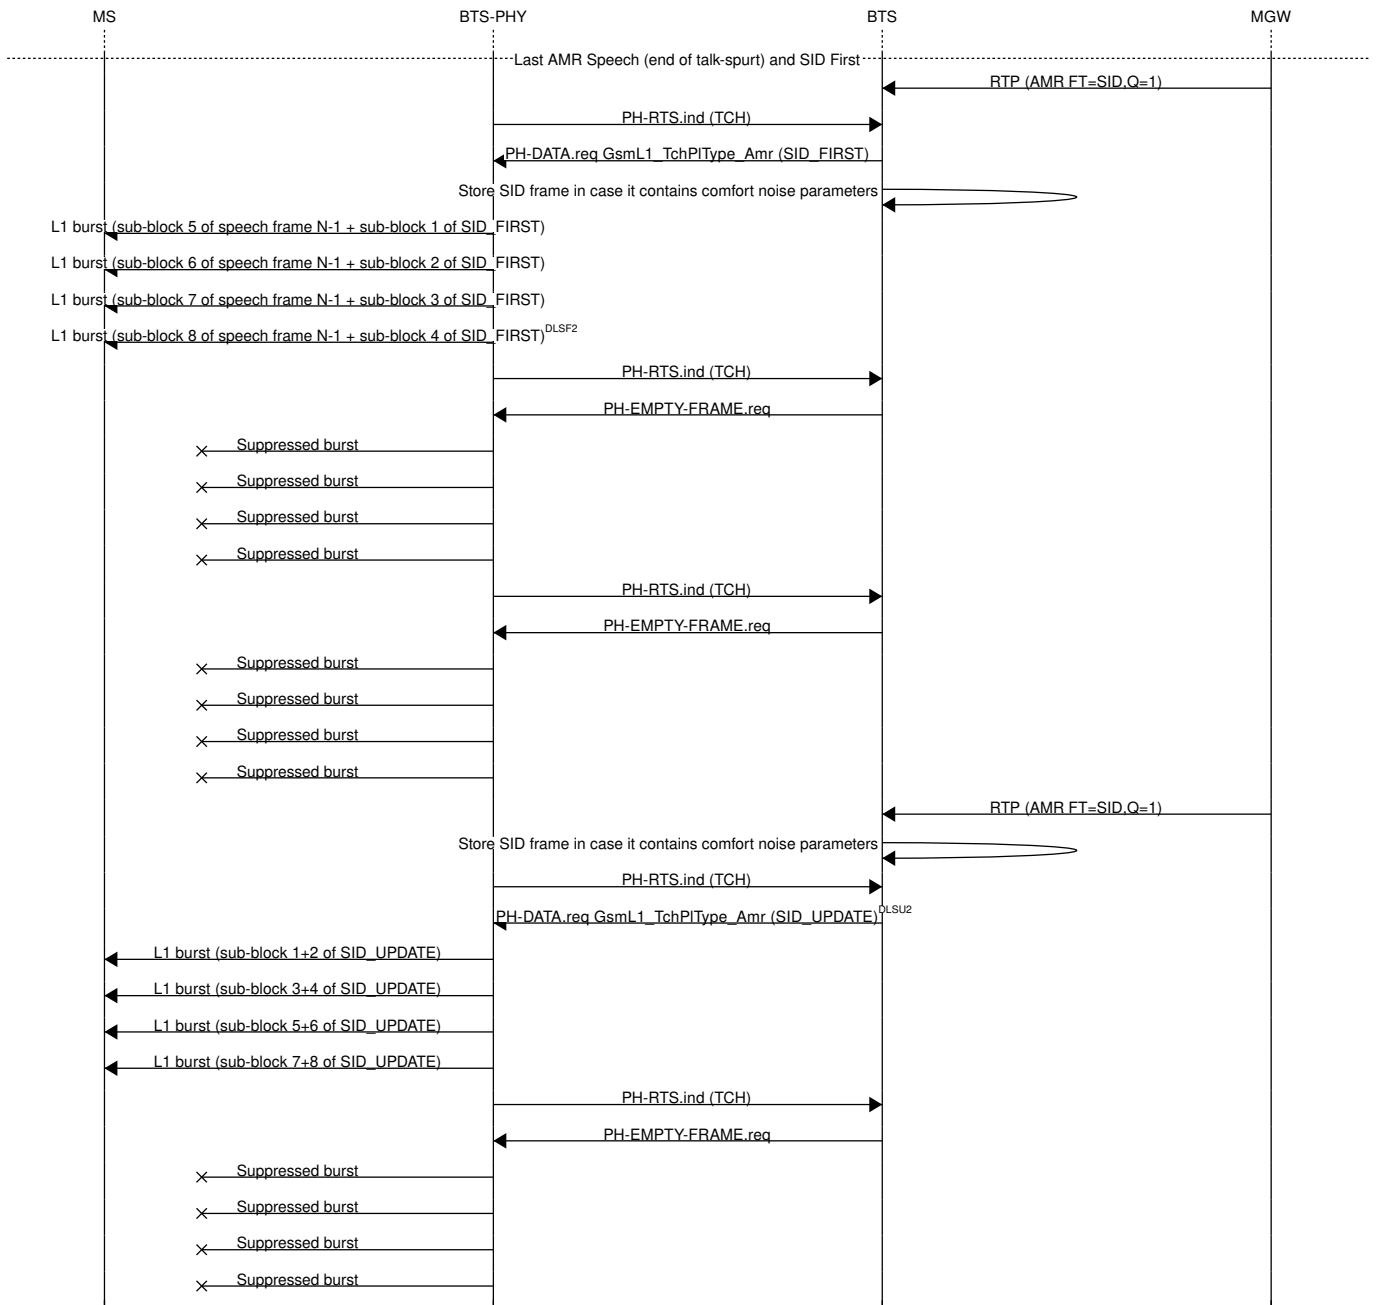 MS BTS-PHY BTS MGW
Last AMR Speech (end of talk-spurt) and SID First
RTP (AMR FT=SID,Q=1)
PH-RTS.ind (TCH)
PH-DATA.req GsmL1_TchPlType_Amr (SID_FIRST)
Store SID frame in case it contains comfort noise parameters
L1 burst (sub-block 5 of speech frame N-1 + sub-block 1 of SID_FIRST)
L1 burst (sub-block 6 of speech frame N-1 + sub-block 2 of SID_FIRST)
L1 burst (sub-block 7 of speech frame N-1 + sub-block 3 of SID_FIRST)
L1 burst (sub-block 8 of speech frame N-1 + sub-block 4 of SID_FIRST) DLSF2
PH-RTS.ind (TCH)
PH-EMPTY-FRAME.req
Suppressed burst
Suppressed burst
Suppressed burst
Suppressed burst
PH-RTS.ind (TCH)
PH-EMPTY-FRAME.req
Suppressed burst
Suppressed burst
Suppressed burst
Suppressed burst
RTP (AMR FT=SID,Q=1)
Store SID frame in case it contains comfort noise parameters
PH-RTS.ind (TCH)
PH-DATA.req GsmL1_TchPlType_Amr (SID_UPDATE) DLSU2
L1 burst (sub-block 1+2 of SID_UPDATE)
L1 burst (sub-block 3+4 of SID_UPDATE)
L1 burst (sub-block 5+6 of SID_UPDATE)
L1 burst (sub-block 7+8 of SID_UPDATE)
PH-RTS.ind (TCH)
PH-EMPTY-FRAME.req
Suppressed burst
Suppressed burst
Suppressed burst
Suppressed burst